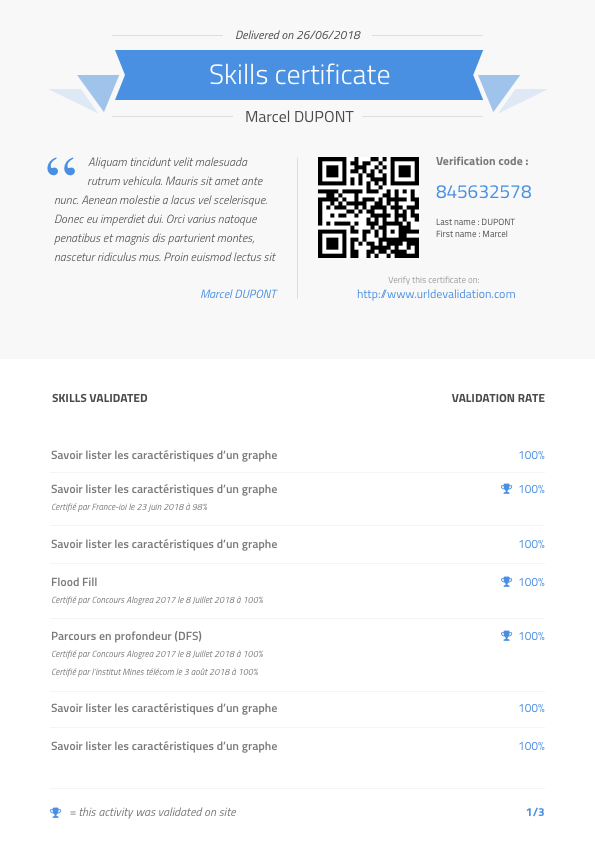 Delivered on 26/06/2018
Skills certificate
Marcel DUPONT
Aliquam tincidunt velit malesuada
rutrum vehicula. Mauris sit amet ante
nunc. Aenean molestie a lacus vel scelerisque.
Donec eu imperdiet dui. Orci varius natoque
penatibus et magnis dis parturient montes,
nascetur ridiculus mus. Proin euismod lectus sit
Marcel DUPONT
Verification code :
845632578
Last name : DUPONT
First name : Marcel
Verify this certificate on:
http://www.urldevalidation.com
SKILLS VALIDATED VALIDATION RATE
Savoir lister les caractéristiques d’un graphe 100%
Savoir lister les caractéristiques d’un graphe 100%
Certifié par France-ioi le 23 juin 2018 à 98%
Savoir lister les caractéristiques d’un graphe 100%
Flood Fill 100%
Certifié par Concours Alogrea 2017 le 8 Juillet 2018 à 100%
Parcours en profondeur (DFS) 100%
Certifié par Concours Alogrea 2017 le 8 Juillet 2018 à 100%
Certifié par l’institut Mines télécom le 3 août 2018 à 100%
Savoir lister les caractéristiques d’un graphe 100%
Savoir lister les caractéristiques d’un graphe 100%
= this activity was validated on site 1/3